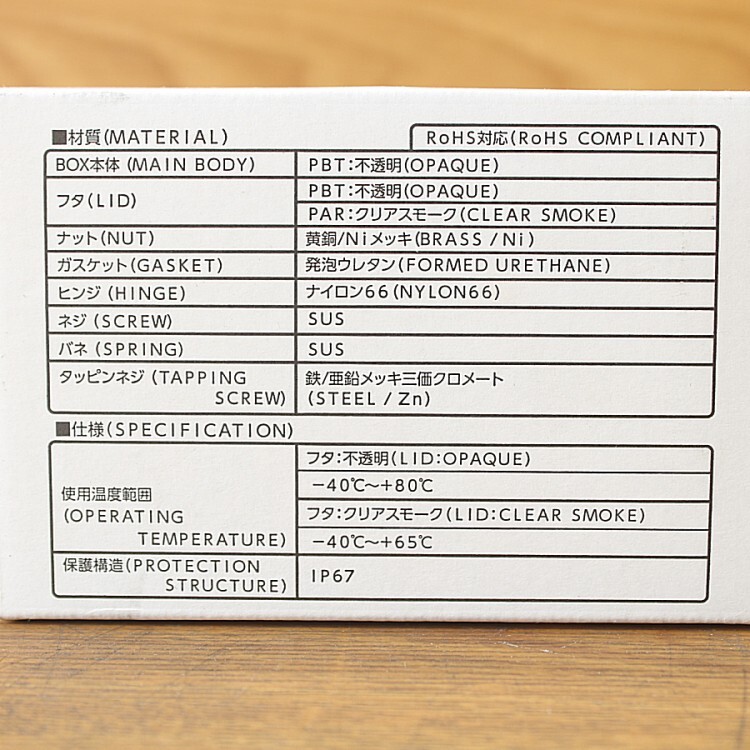 ■材質(MATERIAL)
RoHS対応(RoHS COMPLIANT)
BOX本体 (MAIN BODY)
PBT:不透明(OPAQUE)
フタ(LID)
PBT:不透明(OPAQUE)
PAR:クリアスモーク(CLEAR SMOKE)
ナット(NUT)
黄銅/Niメッキ(BRASS / Ni)
ガスケット(GASKET)
発泡ウレタン(FORMED URETHANE)
ヒンジ (HINGE)
ナイロン66(NYLON66)
ネジ (SCREW)
SUS
バネ (SPRING)
SUS
タッピンネジ (TAPPING
SCREW)
鉄/亜鉛メッキ三価クロメート
(STEEL / Zn)
■仕様(SPECIFICATION)
使用温度範囲
(OPERATING
TEMPERATURE)
フタ:不透明(LID:OPAQUE)
−40℃〜+80℃
フタ:クリアスモーク(LID:CLEAR SMOKE)
−40℃〜+65℃
保護構造(PROTECTION
STRUCTURE)
IP67